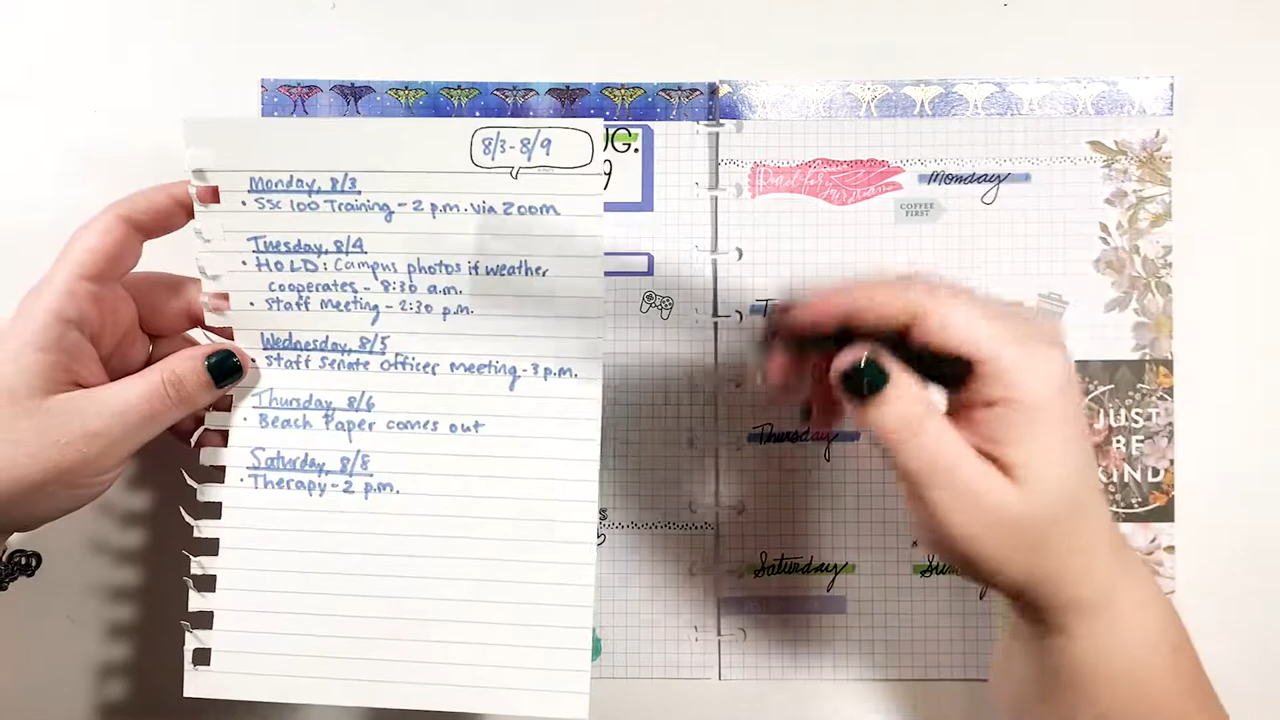 8/3-8/9
Monday, 8/3
• SSC 100 Training - 2 p.m. via Zoom
Tuesday, 8/4
• HOLD: Campus photos if weather
cooperates - 8:30 a.m.
• Staff Meeting - 2:30 p.m.
Wednesday, 8/5
• Staff Senate Officer meeting - 3 p.m.
Thursday, 8/6
• Beach Paper comes out
Saturday, 8/8
• Therapy - 2 p.m.
UG.
9
Monday
COFFEE
FIRST
Thursday
Saturday
JUST
BE
KIND